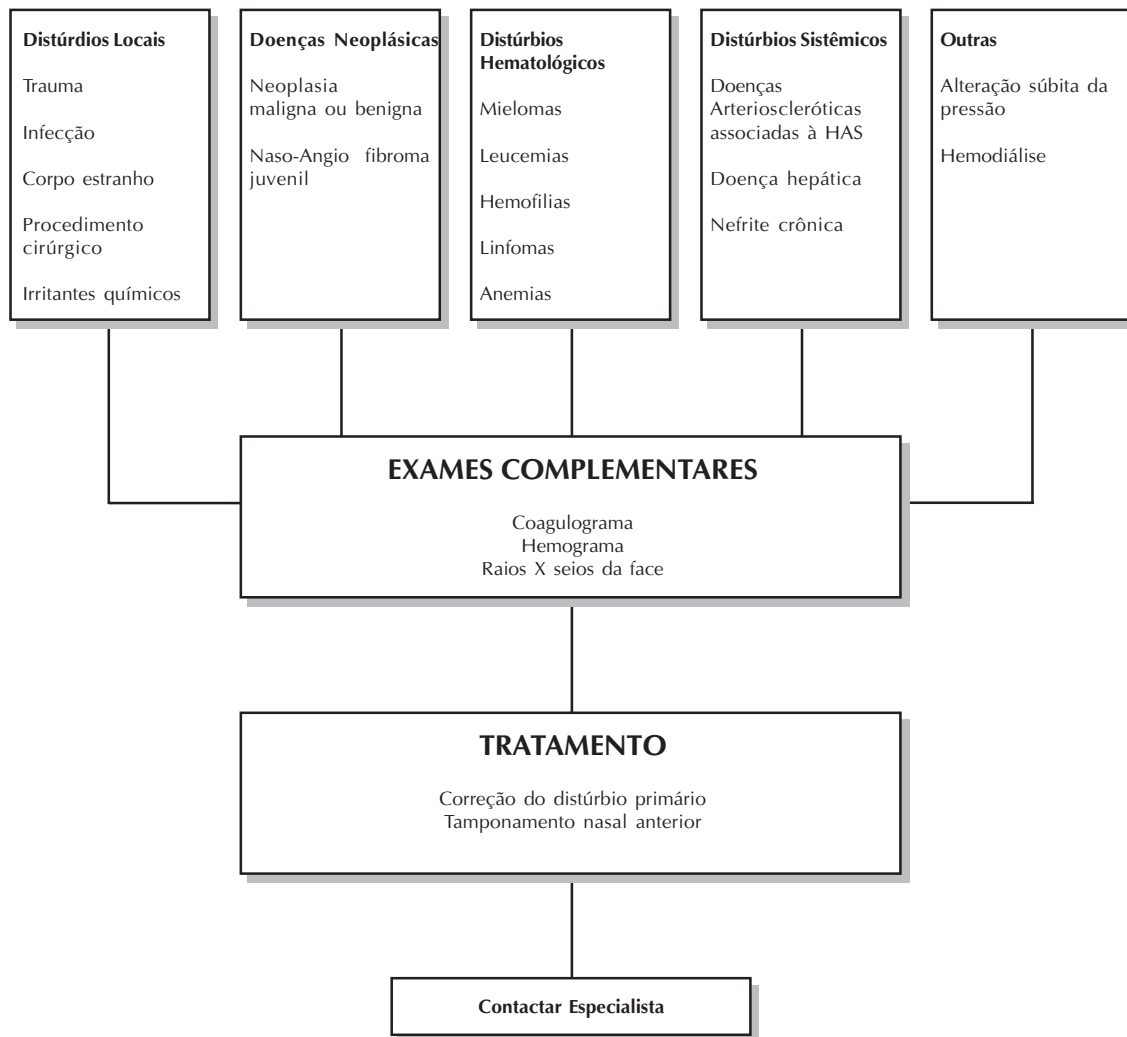 Distúrdios Locais
Trauma
Infecção
Corpo estranho
Procedimento
cirúrgico
Irritantes químicos
Doenças Neoplásicas
Neoplasia
maligna ou benigna
Naso-Angio fibroma
juvenil
Distúrbios
Hematológicos
Mielomas
Leucemias
Hemofilias
Linfomas
Anemias
Distúrbios Sistêmicos
Doenças
Arterioscleróticas
associadas à HAS
Doença hepática
Nefrite crônica
Outras
Alteração súbita da
pressão
Hemodiálise
EXAMES COMPLEMENTARES
Coagulograma
Hemograma
Raios X seios da face
TRATAMENTO
Correção do distúrbio primário
Tamponamento nasal anterior
Contactar Especialista